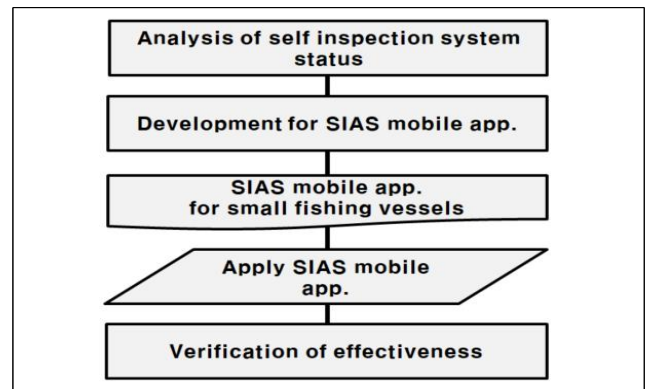 Analysis of self inspection system
status
Development for SIAS mobile app.
SIAS mobile app.
for small fishing vessels
Apply SIAS mobile
app.
Verification of effectiveness